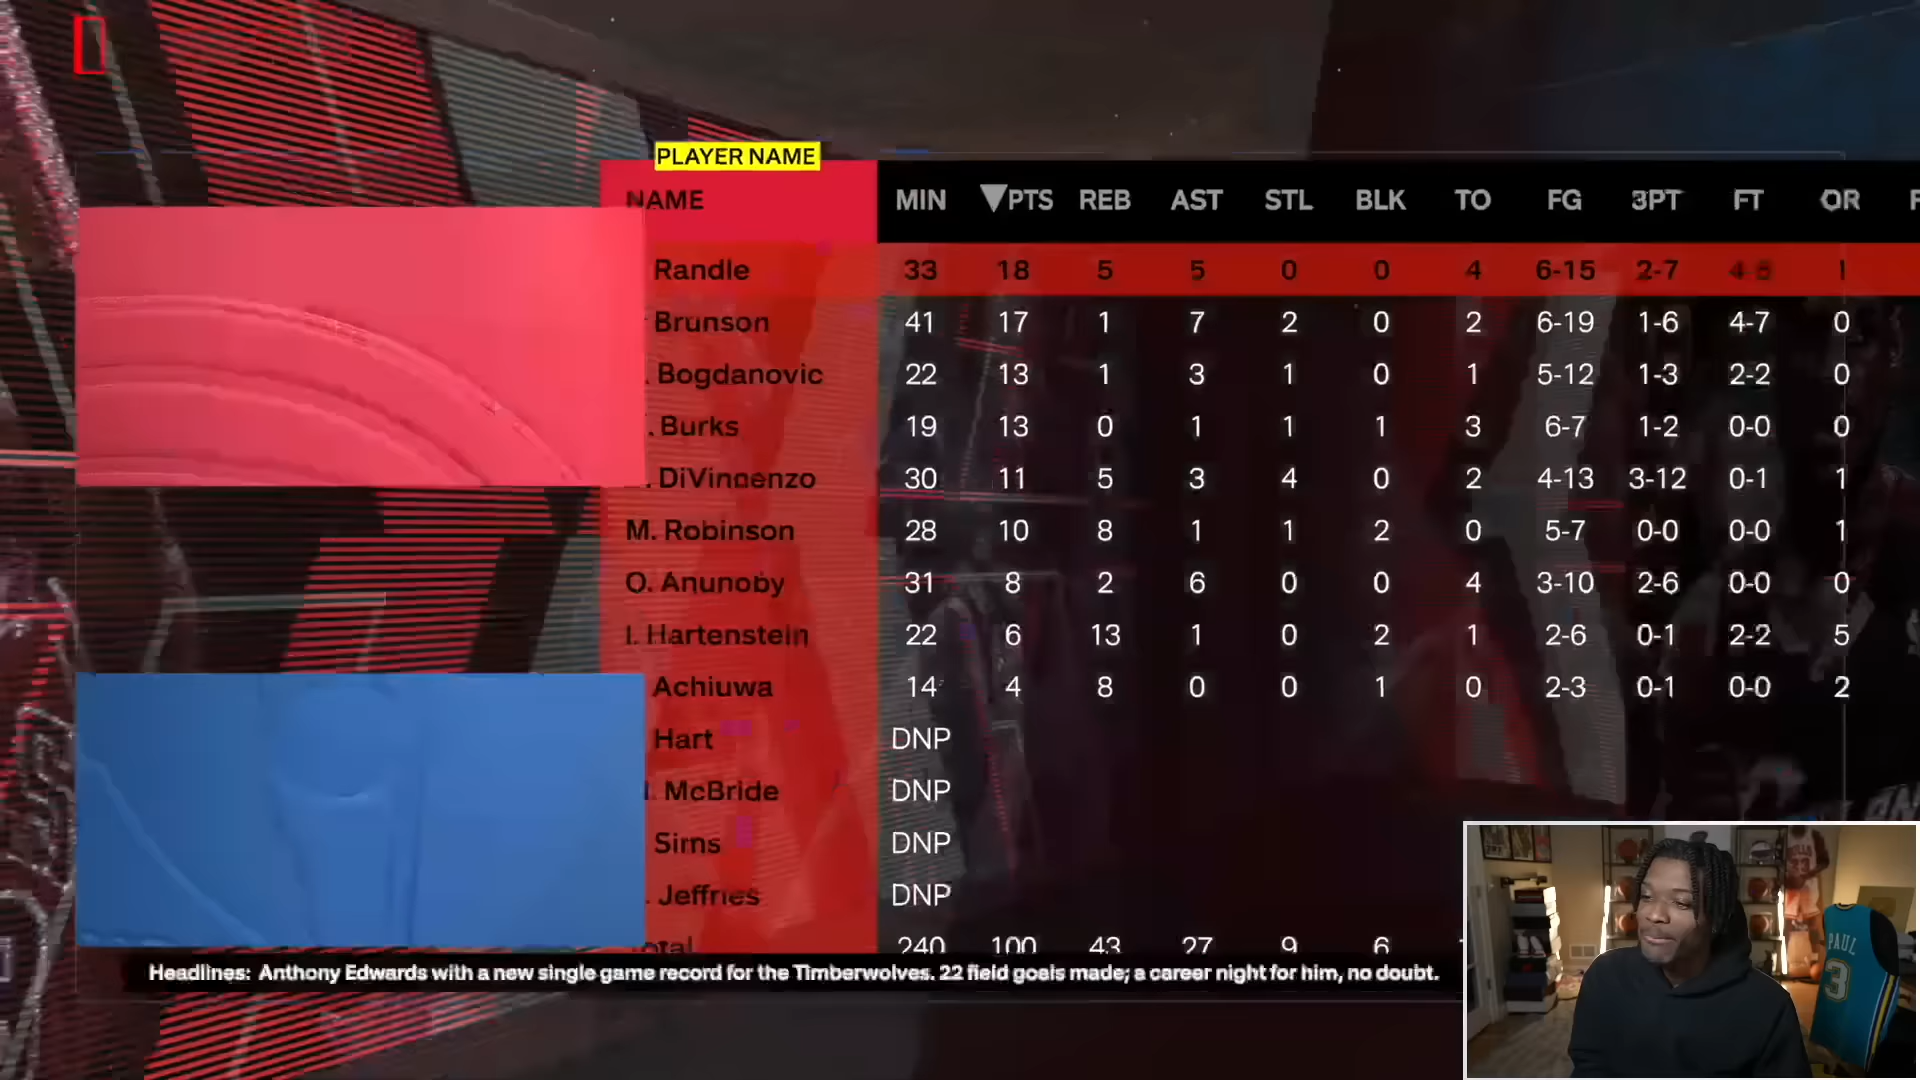 PLAYER NAME
NAME MIN ▼PTS REB AST STL BLK TO FG 3PT FT OR
Randle 33 18 5 5 0 0 4 6-15 2-7 1
Brunson 41 17 1 7 2 0 2 6-19 1-6 4-7 0
. Bogdanovic 22 13 1 3 1 0 1 5-12 1-3 2-2 0
. Burks 19 13 0 1 1 1 3 6-7 1-2 0-0 0
. DiVincenzo 30 11 5 3 4 0 2 4-13 3-12 0-1 1
M. Robinson 28 10 8 1 1 2 0 5-7 0-0 0-0 1
O. Anunoby 31 8 2 6 0 0 4 3-10 2-6 0-0 0
I. Hartenstein 22 6 13 1 0 2 1 2-6 0-1 2-2 5
Achiuwa 14 4 8 0 0 1 0 2-3 0-1 0-0 2
Hart DNP
. McBride DNP
Sims DNP
. Jeffries DNP
Total 240 100 43 27 9 6
Headlines: Anthony Edwards with a new single game record for the Timberwolves. 22 field goals made; a career night for him, no doubt.
PAUL
3